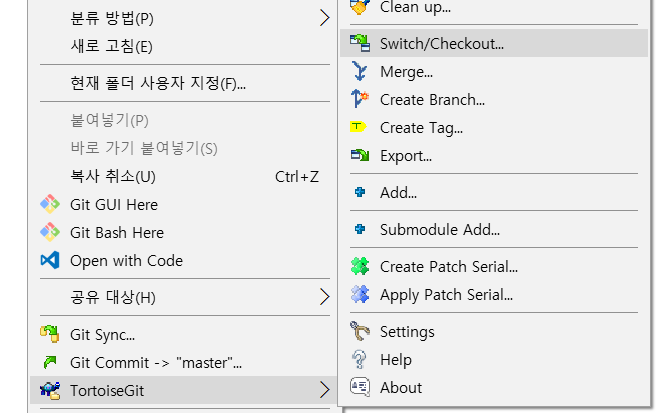 분류 방법(P)
새로 고침(E)
현재 폴더 사용자 지정(F)...
붙여넣기(P)
바로 가기 붙여넣기(S)
복사 취소(U) Ctrl+Z
Git GUI Here
Git Bash Here
Open with Code
공유 대상(H)
Git Sync...
Git Commit -> "master"...
TortoiseGit
Clean up...
Switch/Checkout...
Merge...
Create Branch...
Create Tag...
Export...
Add...
Submodule Add...
Create Patch Serial...
Apply Patch Serial...
Settings
Help
About